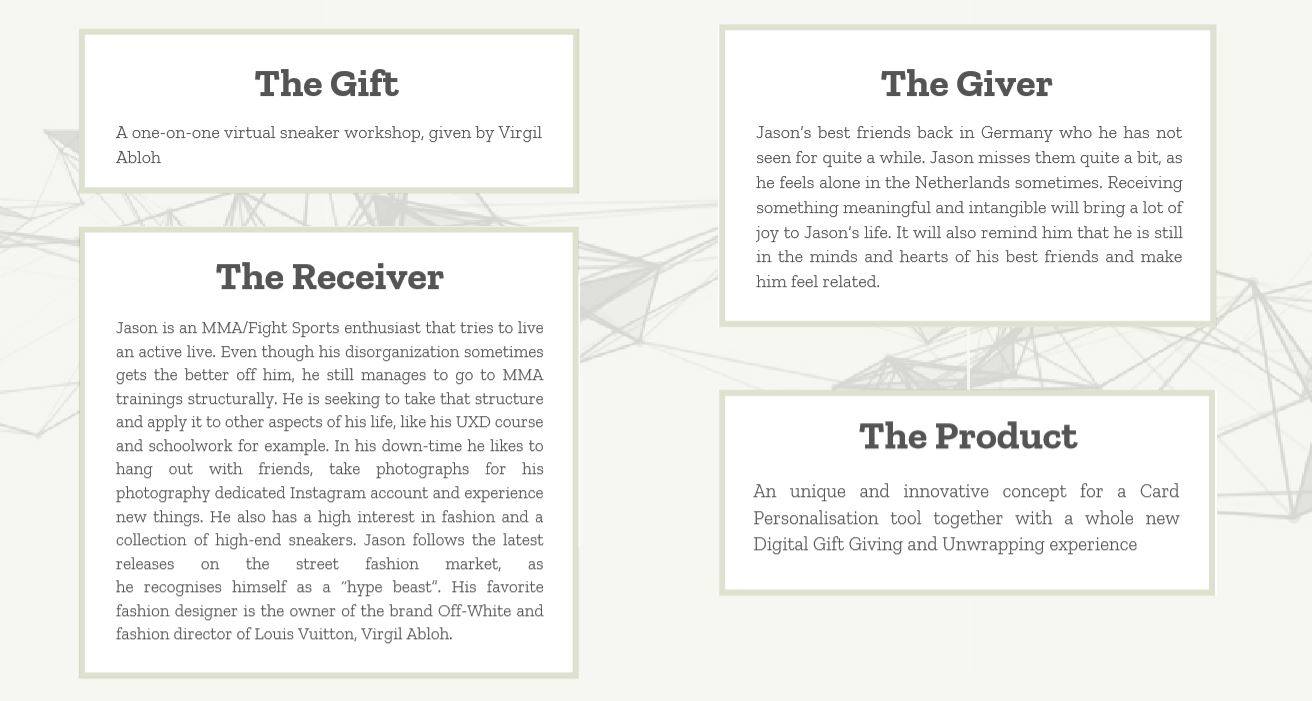 The Gift
A one-on-one virtual sneaker workshop, given by Virgil
Abloh
The Receiver
Jason is an MMA/Fight Sports enthusiast that tries to live
an active live. Even though his disorganization sometimes
gets the better off him, he still manages to go to MMA
trainings structurally. He is seeking to take that structure
and apply it to other aspects of his life, like his UXD course
and schoolwork for example. In his down-time he likes to
hang out with friends, take photographs for his
photography dedicated Instagram account and experience
new things. He also has a high interest in fashion and a
collection of high-end sneakers. Jason follows the latest
releases on the street fashion market, as
he recognises himself as a “hype beast”. His favorite
fashion designer is the owner of the brand Off-White and
fashion director of Louis Vuitton, Virgil Abloh.
The Giver
Jason’s best friends back in Germany who he has not
seen for quite a while. Jason misses them quite a bit, as
he feels alone in the Netherlands sometimes. Receiving
something meaningful and intangible will bring a lot of
joy to Jason’s life. It will also remind him that he is still
in the minds and hearts of his best friends and make
him feel related.
The Product
An unique and innovative concept for a Card
Personalisation tool together with a whole new
Digital Gift Giving and Unwrapping experience